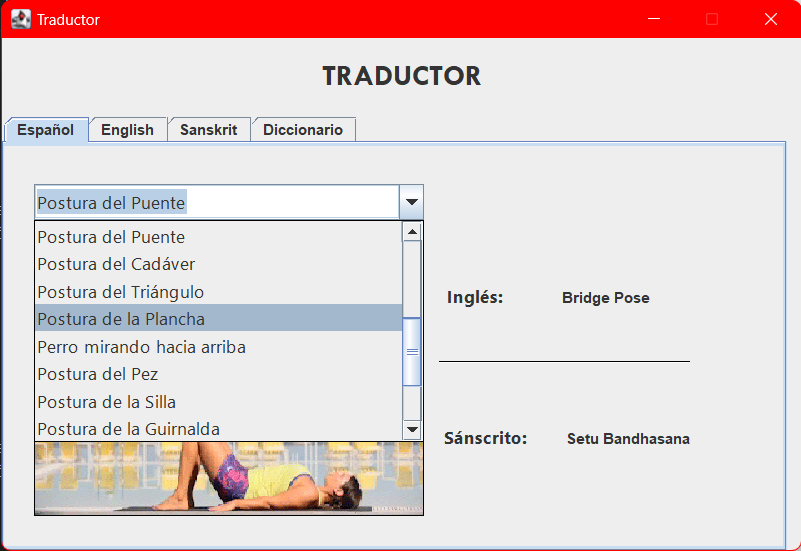 Traductor
TRADUCTOR
Español English Sanskrit Diccionario
Postura del Puente
Postura del Puente
Postura del Cadáver
Postura del Triángulo
Postura de la Plancha
Perro mirando hacia arriba
Postura del Pez
Postura de la Silla
Postura de la Guirnalda
Inglés: Bridge Pose
Sánscrito: Setu Bandhasana